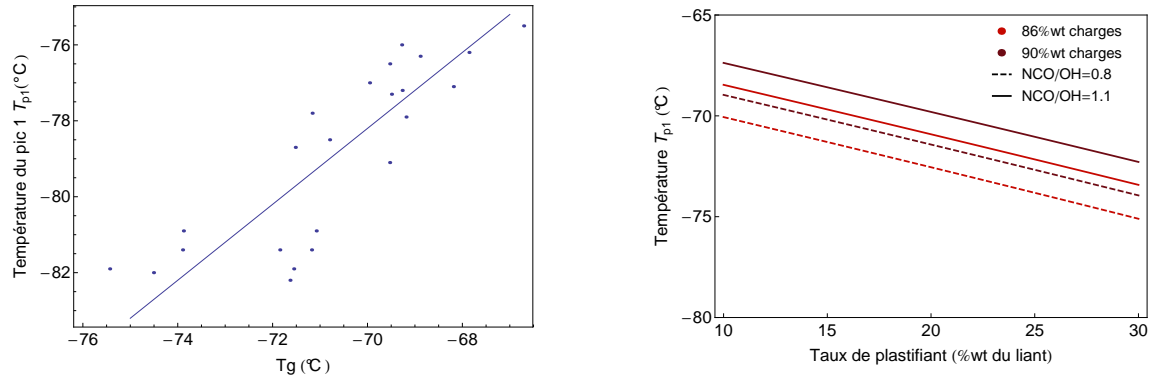 Température du pic 1 Tp1(°C)
−76
−78
−80
−82
−76
−74
−72
−70
−68
Tg (°C)
Température Tp1 (°C)
−65
−70
−75
−80
86%wt charges
90%wt charges
NCO/OH=0.8
NCO/OH=1.1
10
15
20
25
30
Taux de plastifiant (%wt du liant)